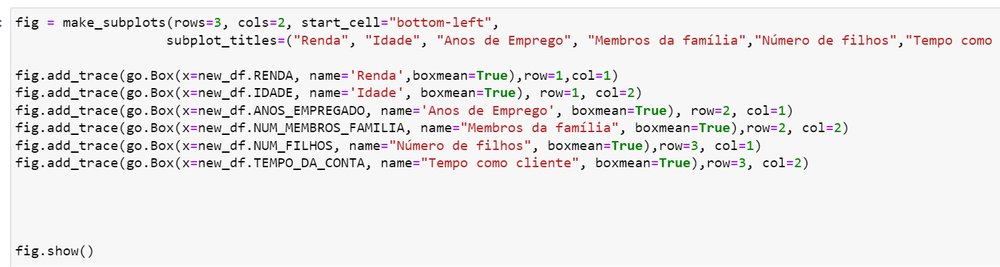 : fig = make_subplots(rows=3, cols=2, start_cell="bottom-left",
subplot_titles=("Renda", "Idade", "Anos de Emprego", "Membros da família","Número de filhos","Tempo como
fig.add_trace(go.Box(x=new_df.RENDA, name='Renda',boxmean=True),row=1,col=1)
fig.add_trace(go.Box(x=new_df.IDADE, name='Idade', boxmean=True), row=1, col=2)
fig.add_trace(go.Box(x=new_df.ANOS_EMPREGADO, name='Anos de Emprego', boxmean=True), row=2, col=1)
fig.add_trace(go.Box(x=new_df.NUM_MEMBROS_FAMILIA, name="Membros da família", boxmean=True),row=2, col=2)
fig.add_trace(go.Box(x=new_df.NUM_FILHOS, name="Número de filhos", boxmean=True),row=3, col=1)
fig.add_trace(go.Box(x=new_df.TEMPO_DA_CONTA, name="Tempo como cliente", boxmean=True),row=3, col=2)
fig.show()